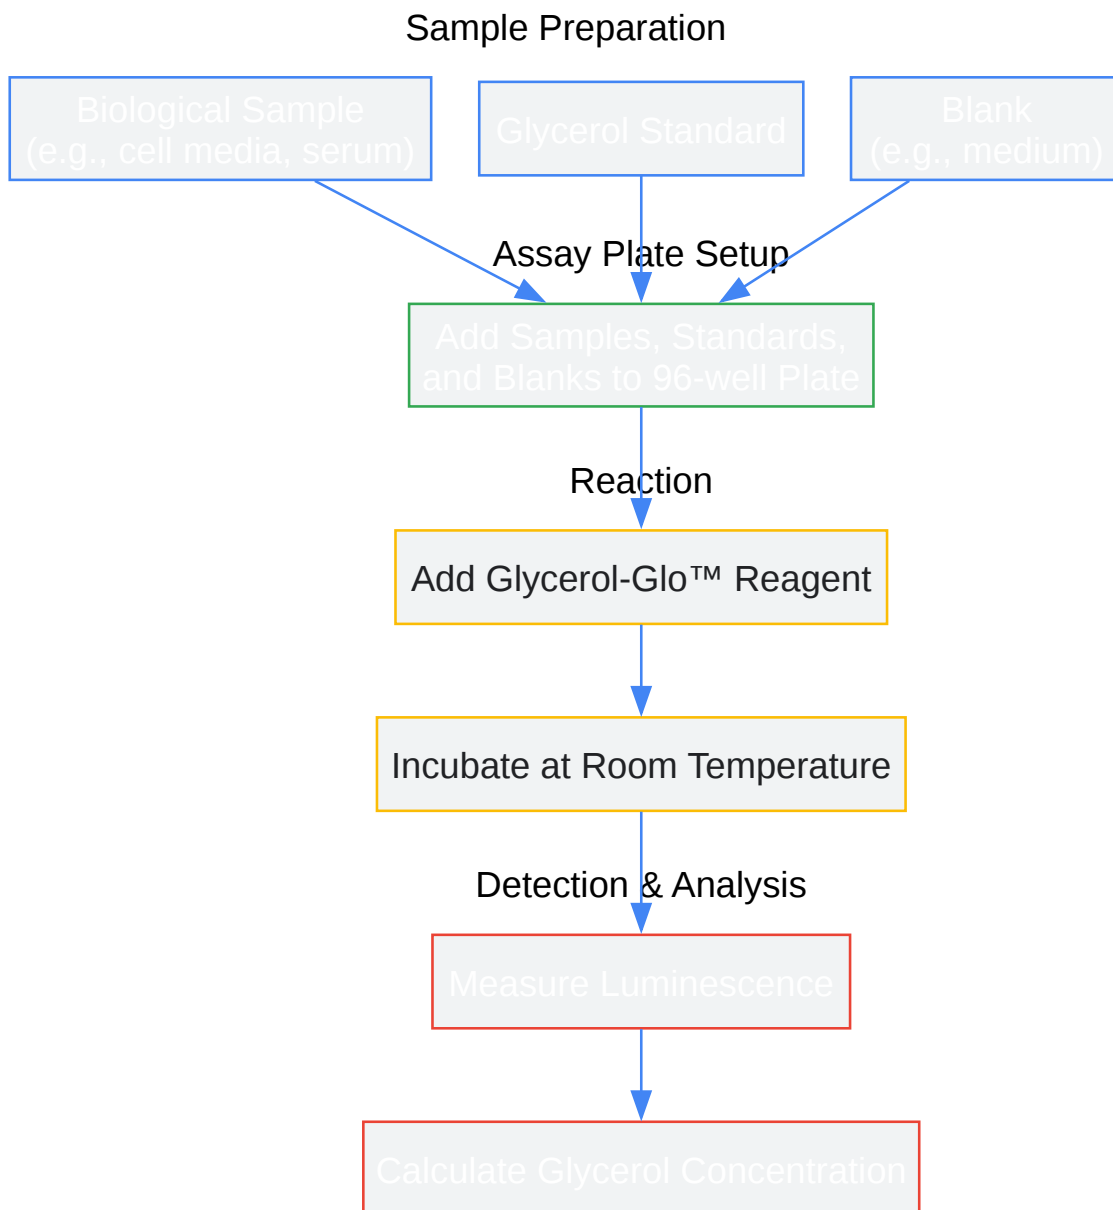 Sample Preparation
Biological Sample
(e.g., cell media, serum)
Glycerol Standard
Blank
(e.g., medium)
Assay Plate Setup
Add Samples, Standards,
and Blanks to 96-well Plate
Reaction
Add Glycerol-Glo™ Reagent
Incubate at Room Temperature
Detection & Analysis
Measure Luminescence
Calculate Glycerol Concentration